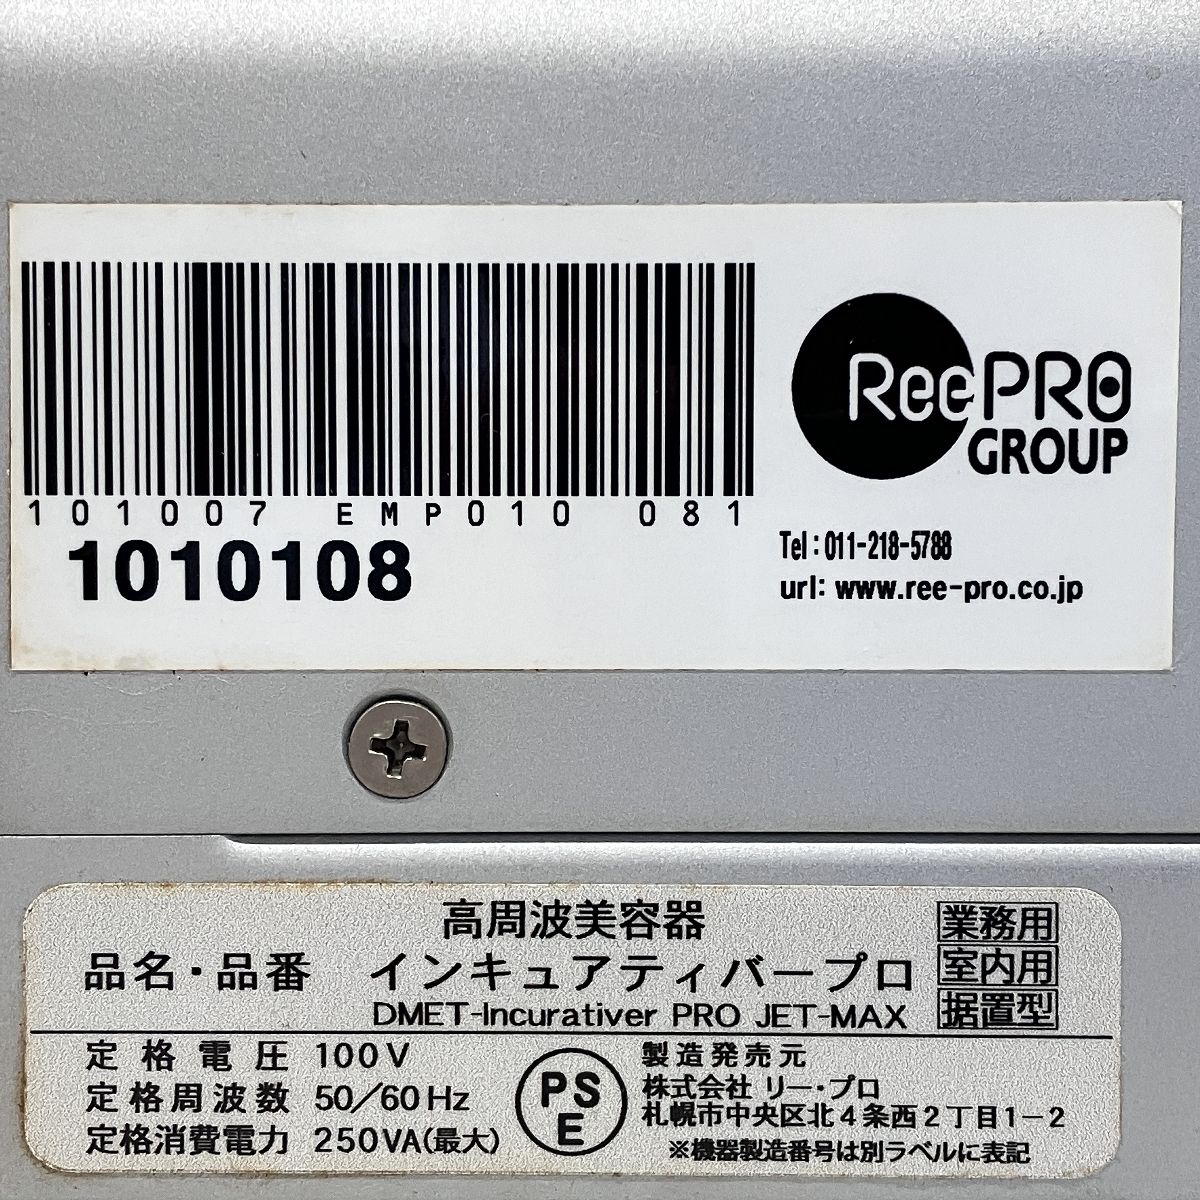 101007 EMP010 081
1010108
ReePRO
GROUP
Tel:011-218-5788
url: www.ree-pro.co.jp
高周波美容器
品名・品番 インキュアティバープロ
DMET-Incurativer PRO JET-MAX
業務用
室内用
据置型
定格電圧 100V
定格周波数 50/60Hz
定格消費電力 250VA(最大)
PS
E
製造発売元
株式会社 リー・プロ
札幌市中央区北4条西2丁目1-2
※機器製造番号は別ラベルに表記